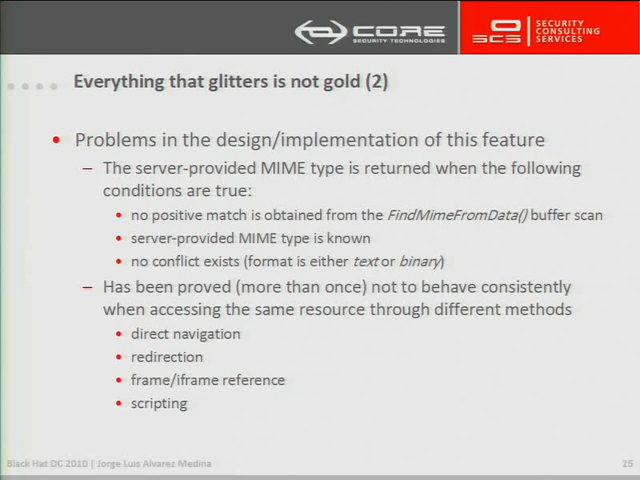 CORE
SECURITY TECHNOLOGIES
SCS
SECURITY
CONSULTING
SERVICES
Everything that glitters is not gold (2)
• Problems in the design/implementation of this feature
– The server-provided MIME type is returned when the following
conditions are true:
• no positive match is obtained from the FindMimeFromData() buffer scan
• server-provided MIME type is known
• no conflict exists (format is either text or binary)
– Has been proved (more than once) not to behave consistently
when accessing the same resource through different methods
• direct navigation
• redirection
• frame/iframe reference
• scripting
Black Hat DC 2010 | Jorge Luis Alvarez Medina
25